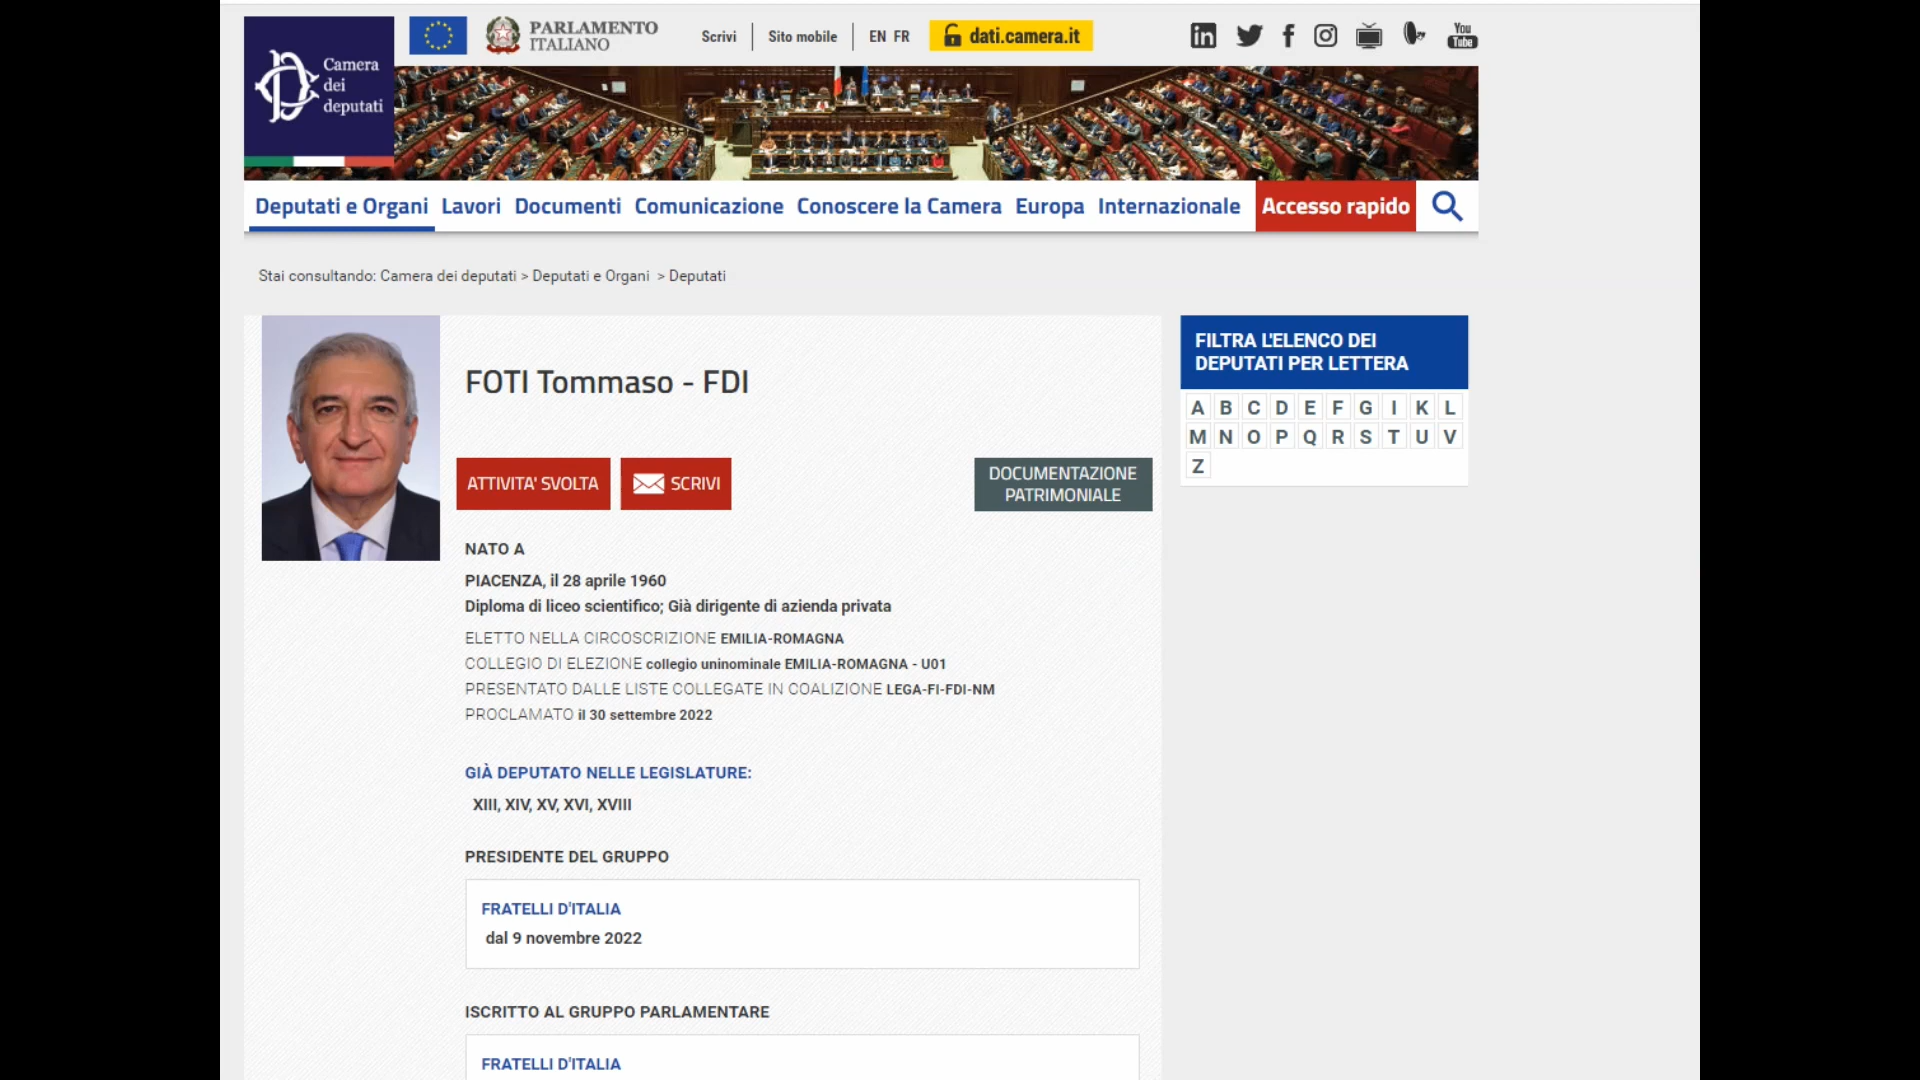 Camera
dei
deputati
PARLAMENTO
ITALIANO
Scrivi
Sito mobile
EN FR
dati.camera.it
You
Tube
Deputati e Organi
Lavori
Documenti
Comunicazione
Conoscere la Camera
Europa
Internazionale
Accesso rapido
Stai consultando: Camera dei deputati > Deputati e Organi > Deputati
FOTI Tommaso - FDI
ATTIVITA' SVOLTA
SCRIVI
DOCUMENTAZIONE
PATRIMONIALE
NATO A
PIACENZA, il 28 aprile 1960
Diploma di liceo scientifico; Già dirigente di azienda privata
ELETTO NELLA CIRCOSCRIZIONE EMILIA-ROMAGNA
COLLEGIO DI ELEZIONE collegio uninominale EMILIA-ROMAGNA - U01
PRESENTATO DALLE LISTE COLLEGATE IN COALIZIONE LEGA-FI-FDI-NM
PROCLAMATO il 30 settembre 2022
GIÀ DEPUTATO NELLE LEGISLATURE:
XIII, XIV, XV, XVI, XVIII
PRESIDENTE DEL GRUPPO
FRATELLI D'ITALIA
dal 9 novembre 2022
ISCRITTO AL GRUPPO PARLAMENTARE
FRATELLI D'ITALIA
FILTRA L'ELENCO DEI
DEPUTATI PER LETTERA
A B C D E F G I K L
M N O P Q R S T U V
Z